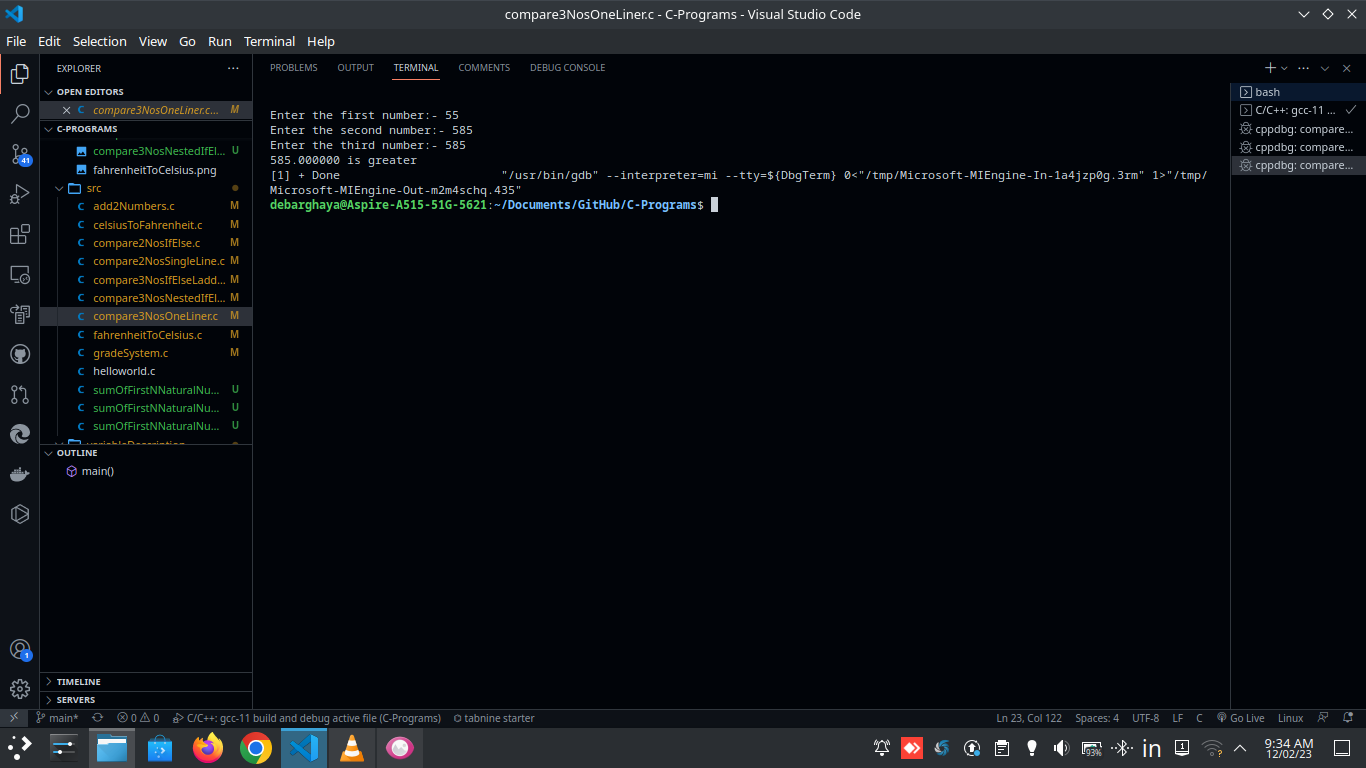 compare3NosOneLiner.c - C-Programs - Visual Studio Code
File Edit Selection View Go Run Terminal Help
EXPLORER
OPEN EDITORS
compare3NosOneLiner.c... M
C-PROGRAMS
compare3NosNestedIfEl... U
fahrenheitToCelsius.png
src
add2Numbers.c M
celsiusToFahrenheit.c M
compare2NosIfElse.c M
compare2NosSingleLine.c M
compare3NosIfElseLadd... M
compare3NosNestedIfEl... M
compare3NosOneLiner.c M
fahrenheitToCelsius.c M
gradeSystem.c M
helloworld.c
sumOfFirstNNaturalNu... U
sumOfFirstNNaturalNu... U
sumOfFirstNNaturalNu... U
OUTLINE
main()
TIMELINE
SERVERS
41
1
PROBLEMS OUTPUT TERMINAL COMMENTS DEBUG CONSOLE
Enter the first number:- 55
Enter the second number:- 585
Enter the third number:- 585
585.000000 is greater
[1] + Done "/usr/bin/gdb" --interpreter=mi --tty=${DbgTerm} 0<"/tmp/Microsoft-MIEngine-In-1a4jzp0g.3rm" 1>"/tmp/
Microsoft-MIEngine-Out-m2m4schq.435"
debarghaya@Aspire-A515-51G-5621:~/Documents/GitHub/C-Programs$
bash
C/C++: gcc-11 ...
cppdbg: compare...
cppdbg: compare...
cppdbg: compare...
main* 0 0 C/C++: gcc-11 build and debug active file (C-Programs) tabnine starter Ln 23, Col 122 Spaces: 4 UTF-8 LF C Go Live Linux
93% in 1 9:34 AM
12/02/23